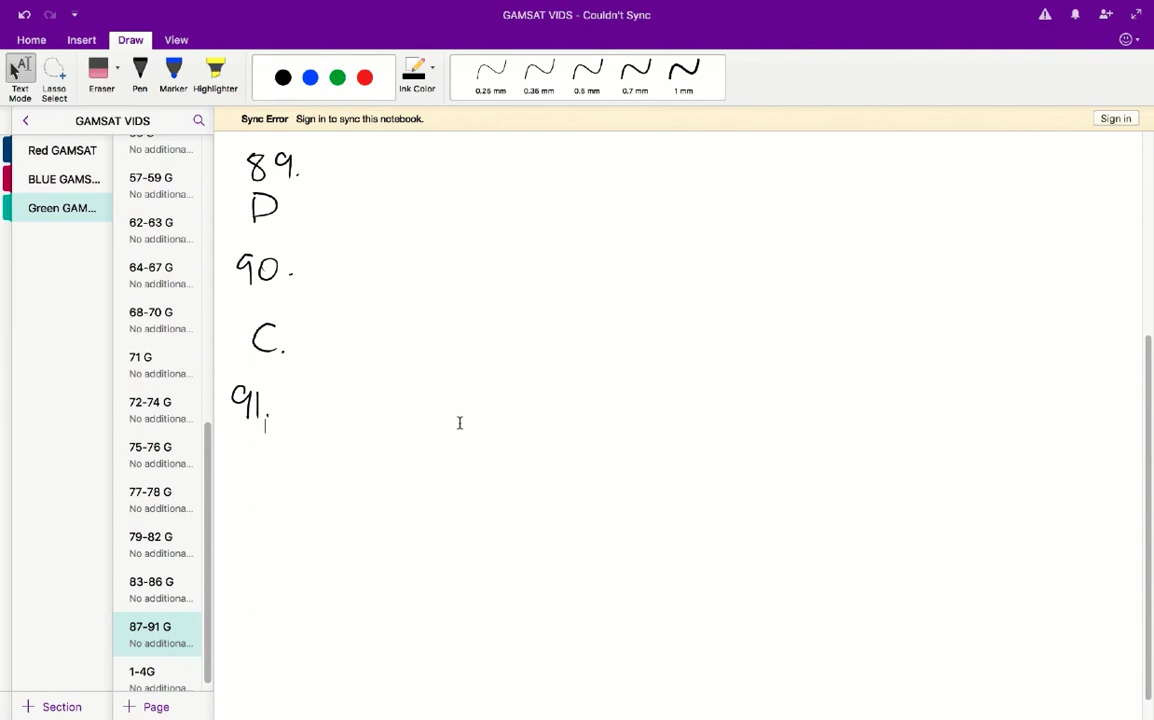 GAMSAT VIDS - Couldn't Sync
Home Insert Draw View
Text Mode
Lasso Select
Eraser
Pen
Marker
Highlighter
Ink Color
0.25 mm
0.35 mm
0.5 mm
0.7 mm
1 mm
GAMSAT VIDS
Sync Error Sign in to sync this notebook.
Sign in
Red GAMSAT
BLUE GAMS...
Green GAM...
No additiona...
57-59 G
No additiona...
62-63 G
No additiona...
64-67 G
No additiona...
68-70 G
No additiona...
71 G
No additiona...
72-74 G
No additiona...
75-76 G
No additiona...
77-78 G
No additiona...
79-82 G
No additiona...
83-86 G
No additiona...
87-91 G
No additiona...
1-4G
No additiona...
+ Section
+ Page
89.
D
90.
C.
91.